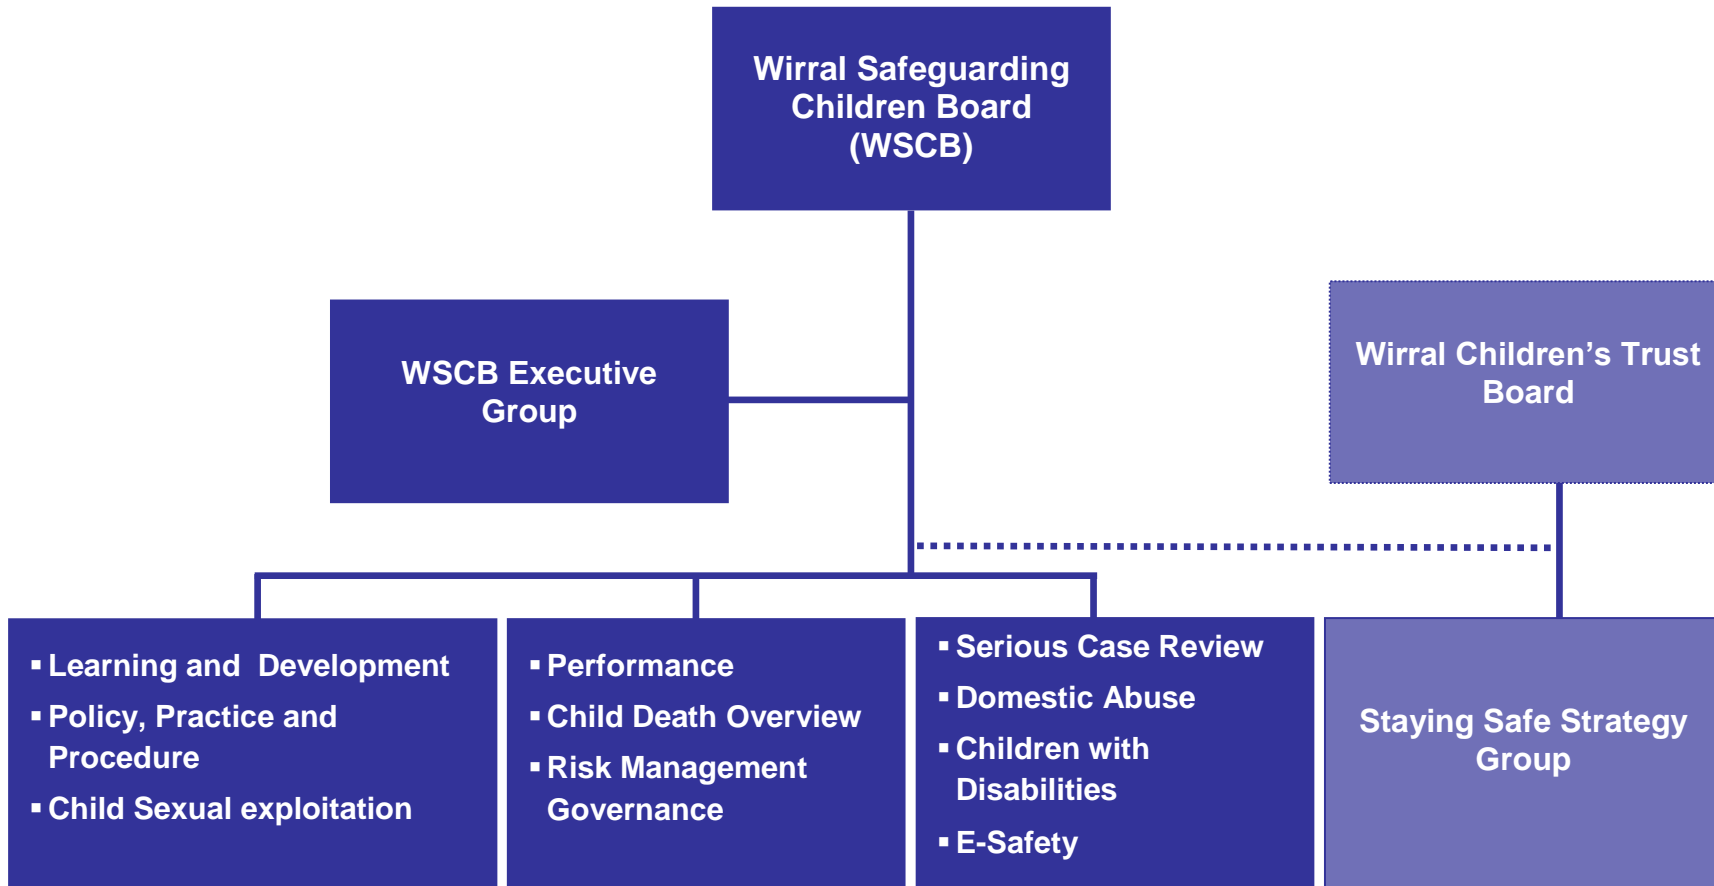 Wirral Safeguarding
Children Board
(WSCB)
WSCB Executive
Group
Wirral Children’s Trust
Board
▪ Learning and  Development
▪ Policy, Practice and
Procedure
▪ Child Sexual exploitation
▪ Performance
▪ Child Death Overview
▪ Risk Management
Governance
▪ Serious Case Review
▪ Domestic Abuse
▪ Children with
Disabilities
▪ E-Safety
Staying Safe Strategy
Group